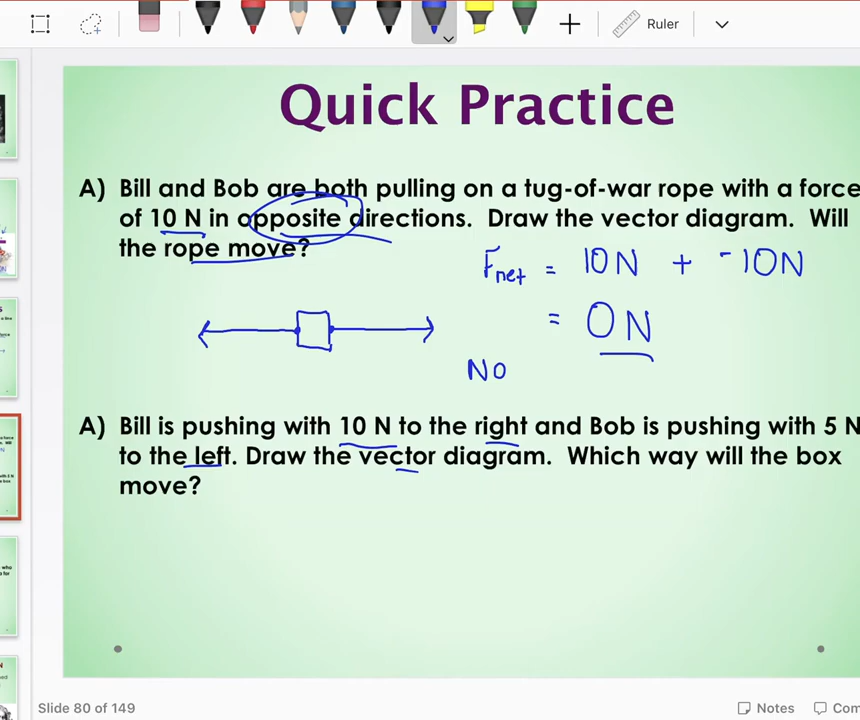 Ruler
Quick Practice
A) Bill and Bob are both pulling on a tug-of-war rope with a force
of 10 N in opposite directions. Draw the vector diagram. Will
the rope move?
Fnet = 10N + -10N
= 0N
NO
A) Bill is pushing with 10 N to the right and Bob is pushing with 5 N
to the left. Draw the vector diagram. Which way will the box
move?
Slide 80 of 149
Notes
Com